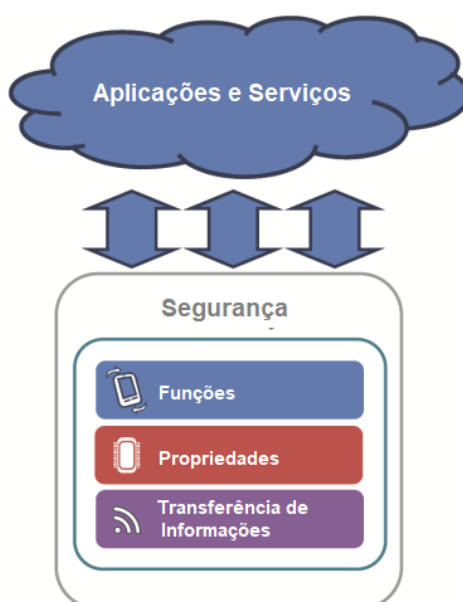 Aplicações e Serviços
Segurança
Funções
Propriedades
Transferência de
Informações